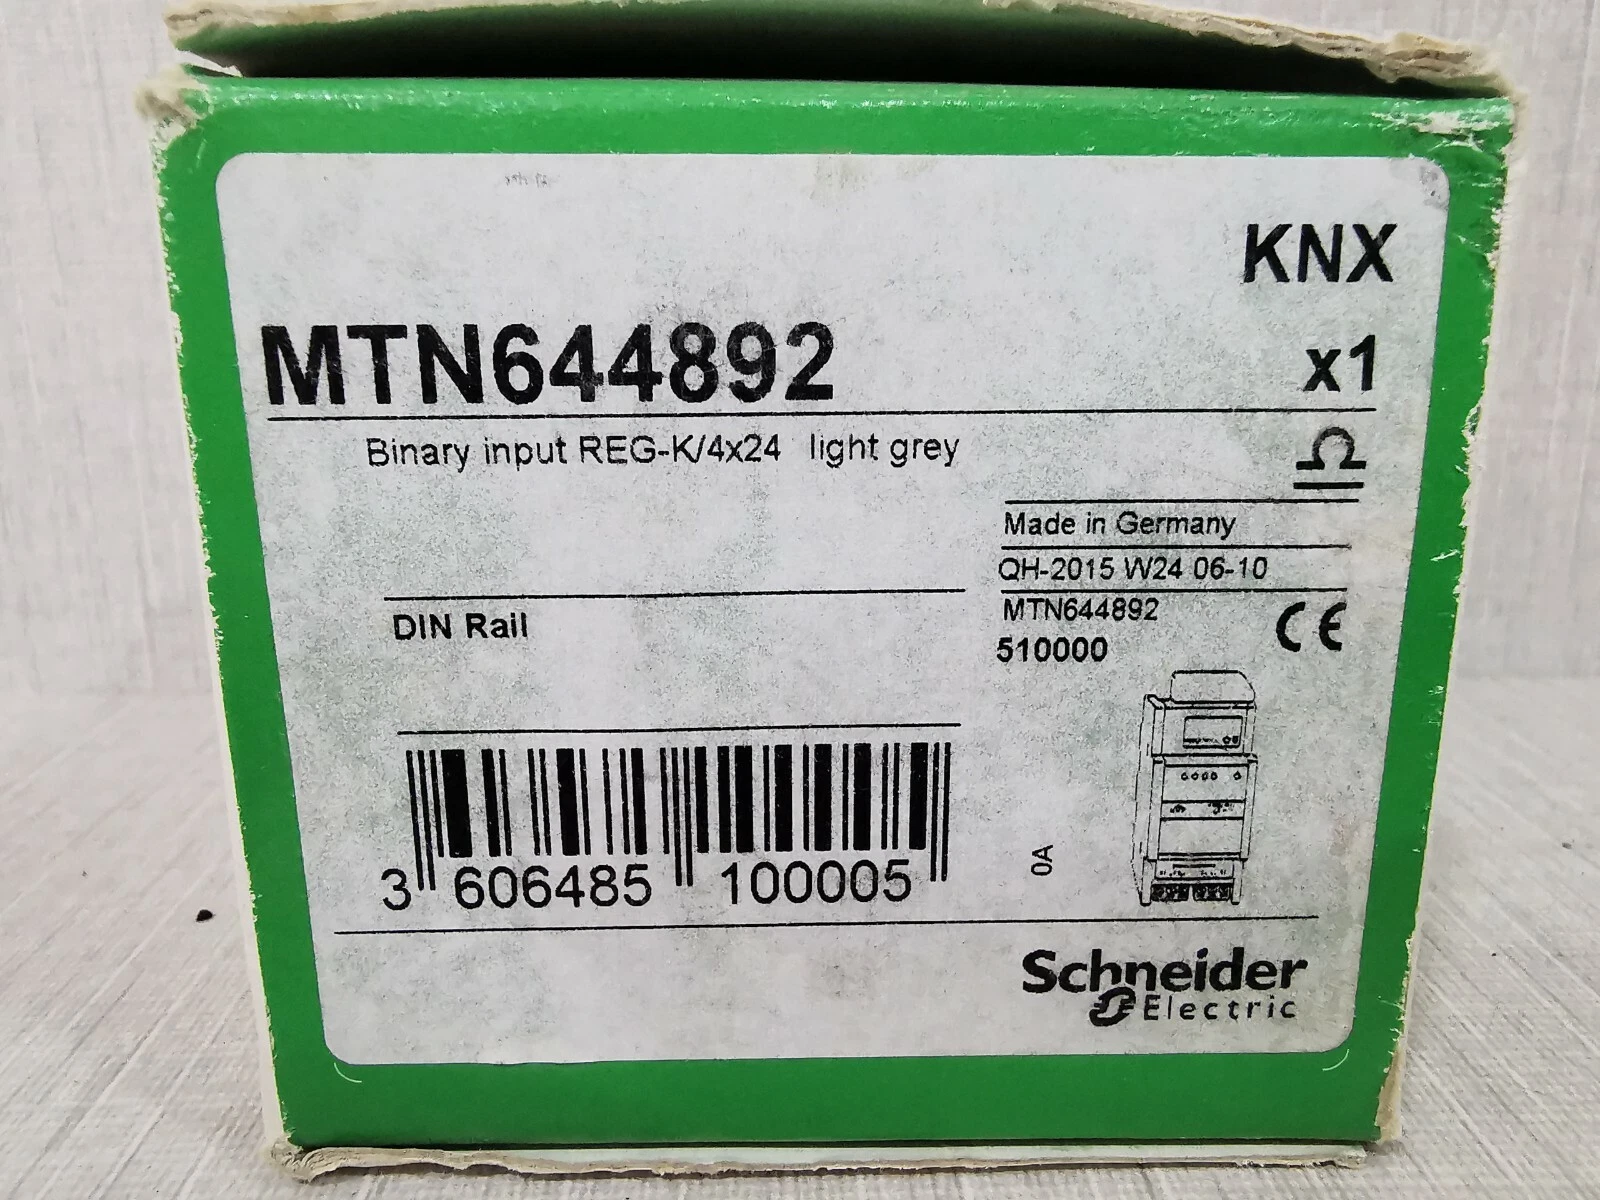 KNX
MTN644892 x1
Binary input REG-K/4x24 light grey
Made in Germany
QH-2015 W24 06-10
DIN Rail
MTN644892
510000
CE
0A
3 606485 100005
Schneider
Electric